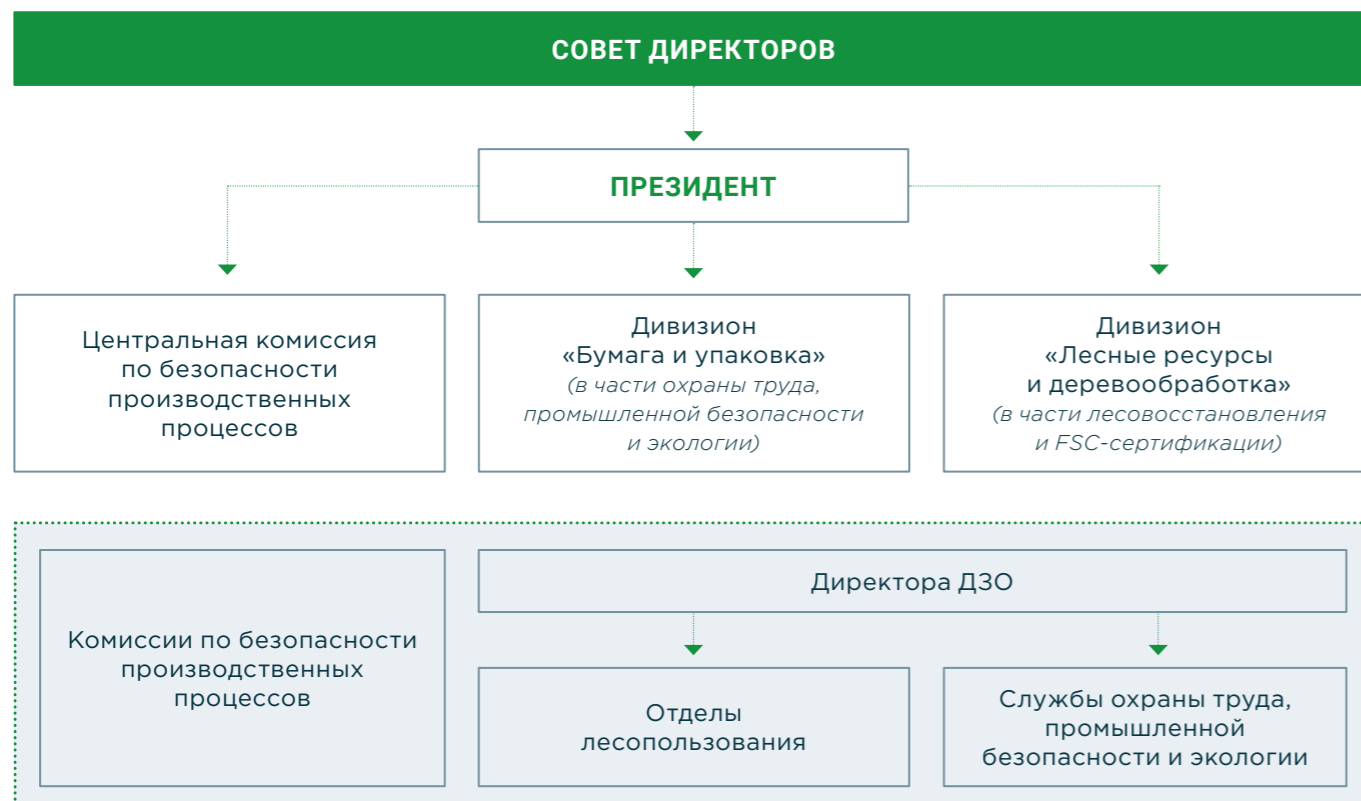 СОВЕТ ДИРЕКТОРОВ
ПРЕЗИДЕНТ
Центральная комиссия
по безопасности
производственных
процессов
Дивизион
«Бумага и упаковка»
(в части охраны труда,
промышленной безопасности
и экологии)
Дивизион
«Лесные ресурсы
и деревообработка»
(в части лесовосстановления
и FSC-сертификации)
Комиссии по безопасности
производственных
процессов
Директора ДЗО
Отделы
лесопользования
Службы охраны труда,
промышленной
безопасности и экологии